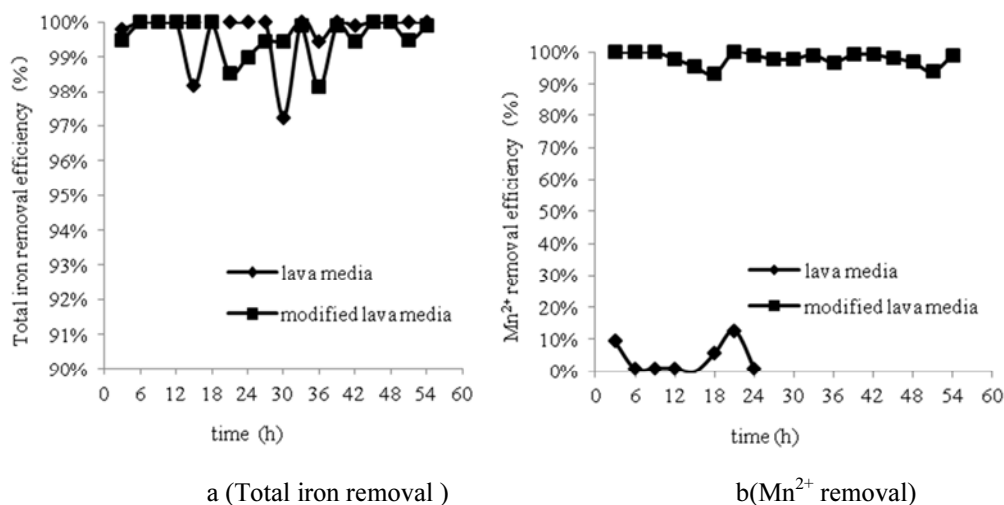 Total iron removal efficiency (%)
100%
99%
98%
97%
96%
95%
94%
93%
92%
91%
90%
lava media
modified lava media
0 6 12 18 24 30 36 42 48 54 60
time (h)
a (Total iron removal )
Mn²⁺ removal efficiency (%)
100%
90%
80%
70%
60%
50%
40%
30%
20%
10%
0%
lava media
modified lava media
0 6 12 18 24 30 36 42 48 54 60
time(h)
b(Mn²⁺ removal)